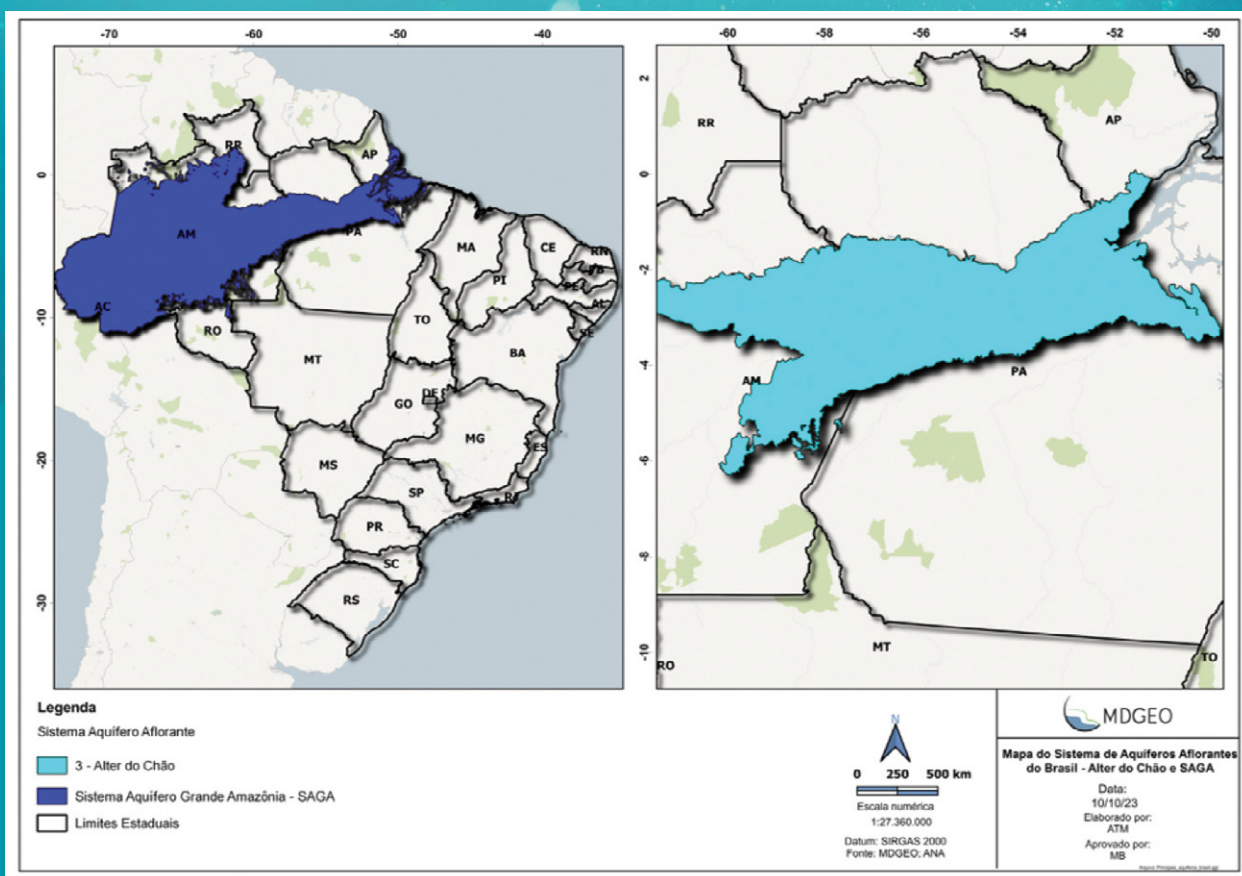 -70 -60 -50 -40
0
-10
-20
-30
RR
AP
AM
PA
MA
CE
RN
PB
PE
AL
SE
PI
AC
RO
TO
BA
MT
GO
DF
MG
ES
MS
SP
RJ
PR
SC
RS
-60 -58 -56 -54 -52 -50
2
0
-2
-4
-6
-8
-10
RR
AP
AM
PA
MT
RO
TO
Legenda
Sistema Aquífero Aflorante
3 - Alter do Chão
Sistema Aquífero Grande Amazônia - SAGA
Limites Estaduais
N
0 250 500 km
Escala numérica
1:27.360.000
Datum: SIRGAS 2000
Fonte: MDGEO; ANA
MDGEO
Mapa do Sistema de Aquíferos Aflorantes
do Brasil - Alter do Chão e SAGA
Data:
10/10/23
Elaborado por:
ATM
Aprovado por:
MB